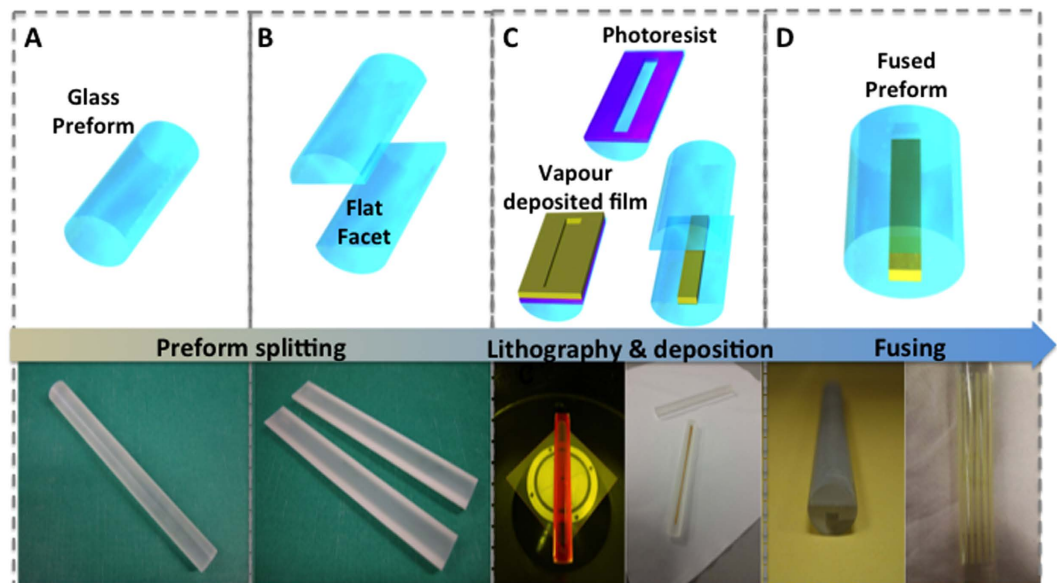 A
Glass
Preform
B
Flat
Facet
C
Photoresist
Vapour
deposited film
D
Fused
Preform
Preform splitting
Lithography & deposition
Fusing